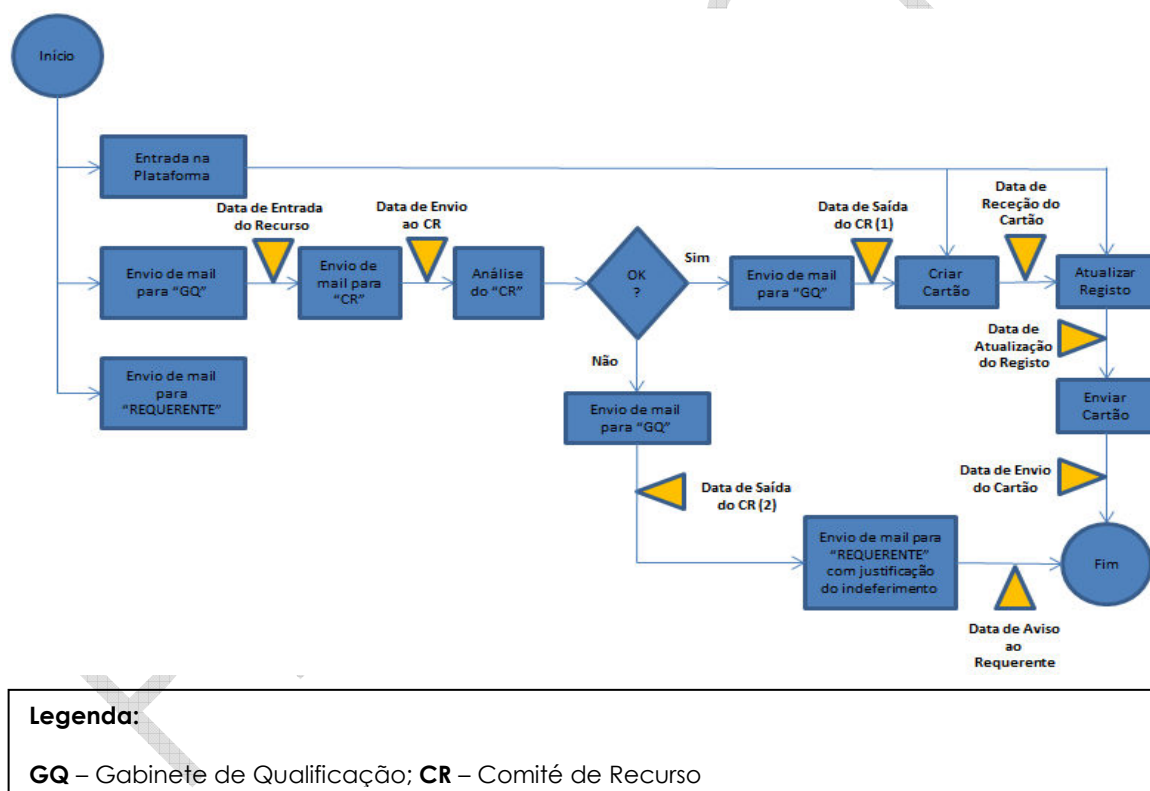 Início
Entrada na
Plataforma
Data de Entrada
do Recurso
Data de Envio
ao CR
Data de Saída
do CR (1)
Data de
Receção do
Cartão
Envio de mail
para “GQ”
Envio de
mail para
“CR”
Análise
do “CR”
OK
?
Sim
Envio de mail
para “GQ”
Criar
Cartão
Atualizar
Registo
Data de
Atualização
do Registo
Não
Envio de mail
para
“REQUERENTE”
Envio de mail
para “GQ”
Enviar
Cartão
Data de Saída
do CR (2)
Data de Envio
do Cartão
Envio de mail para
“REQUERENTE”
com justificação
do indeferimento
Fim
Data de Aviso
ao
Requerente
Legenda:
GQ – Gabinete de Qualificação; CR – Comité de Recurso